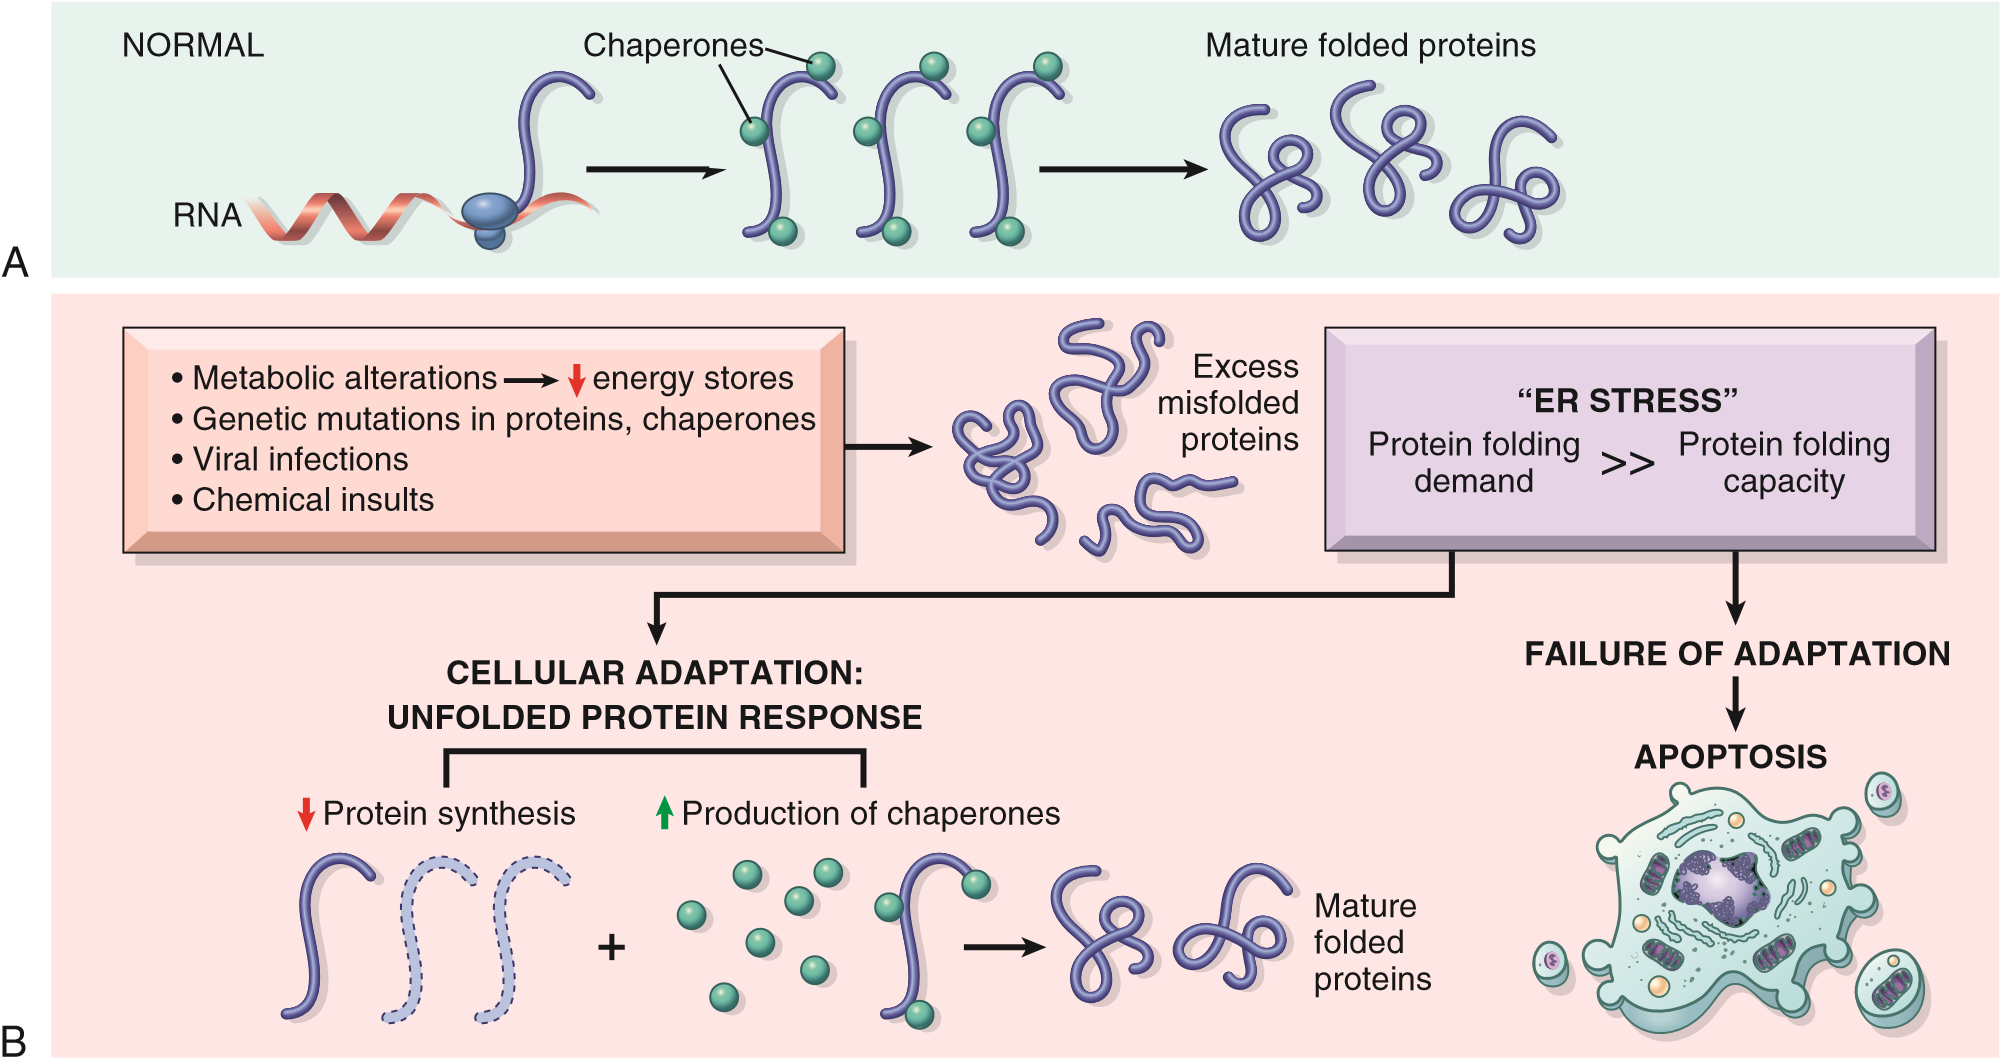 NORMAL
Chaperones
Mature folded proteins
RNA
A
• Metabolic alterations → ↓ energy stores
• Genetic mutations in proteins, chaperones
• Viral infections
• Chemical insults
Excess
misfolded
proteins
“ER STRESS”
Protein folding
demand
>>
Protein folding
capacity
CELLULAR ADAPTATION:
UNFOLDED PROTEIN RESPONSE
FAILURE OF ADAPTATION
APOPTOSIS
↓ Protein synthesis
↑ Production of chaperones
+
Mature
folded
proteins
B